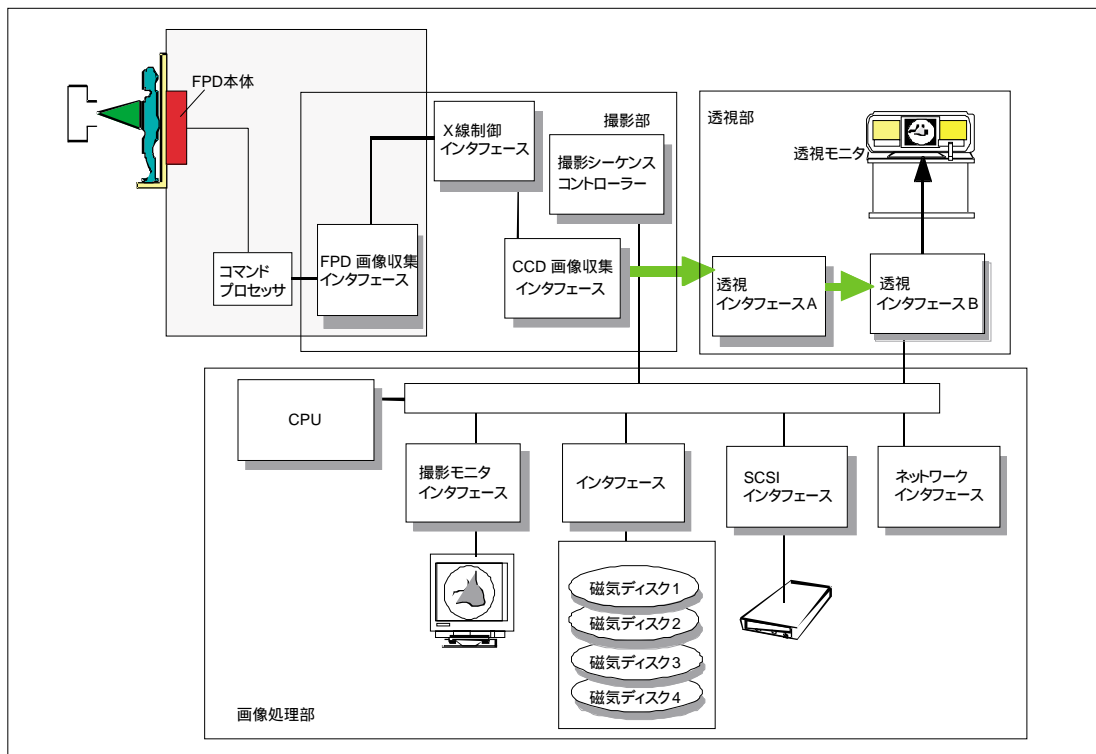 FPD本体
X線制御
インタフェース
撮影部
撮影シーケンス
コントローラー
透視部
透視モニタ
コマンド
プロセッサ
FPD 画像収集
インタフェース
CCD 画像収集
インタフェース
透視
インタフェースA
透視
インタフェースB
CPU
撮影モニタ
インタフェース
インタフェース
SCSI
インタフェース
ネットワーク
インタフェース
磁気ディスク1
磁気ディスク2
磁気ディスク3
磁気ディスク4
画像処理部